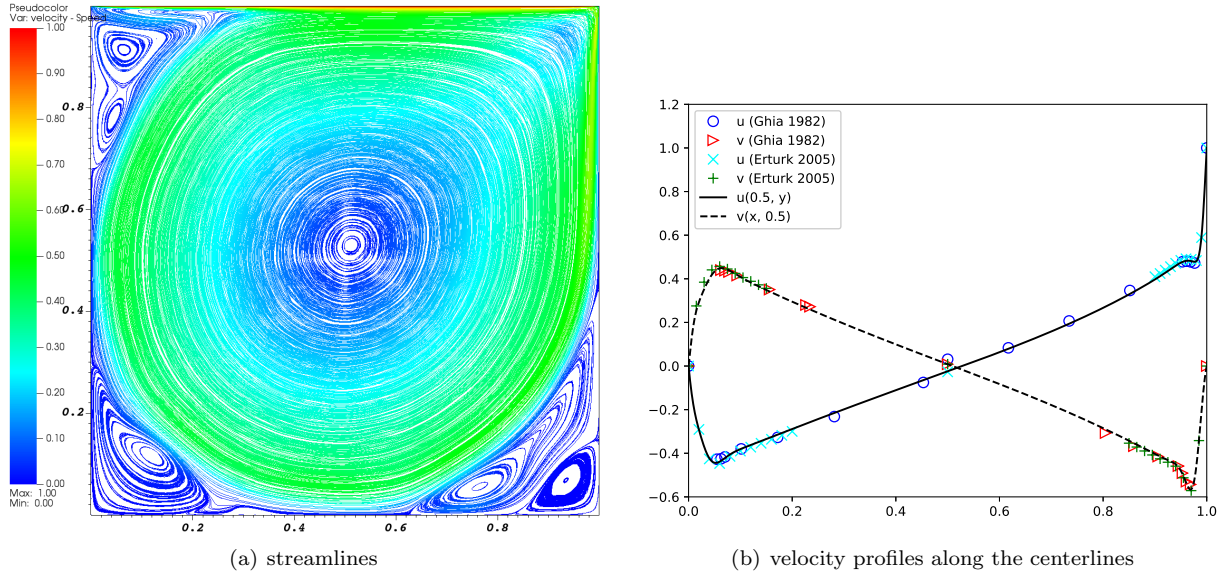 Pseudocolor
Var: velocity - Speed
1.00
0.90
0.80
0.70
0.60
0.50
0.40
0.30
0.20
0.10
0.00
Max: 1.00
Min: 0.00
0.8
0.6
0.4
0.2
0.2
0.4
0.6
0.8
(a) streamlines
1.2
1.0
0.8
0.6
0.4
0.2
0.0
−0.2
−0.4
−0.6
0.0
0.2
0.4
0.6
0.8
1.0
u (Ghia 1982)
v (Ghia 1982)
u (Erturk 2005)
v (Erturk 2005)
u(0.5, y)
v(x, 0.5)
(b) velocity profiles along the centerlines